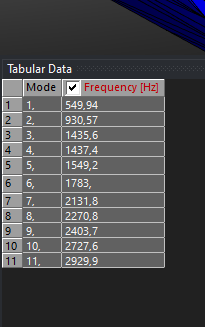 Tabular Data
Mode Frequency [Hz]
1 1, 549,94
2 2, 930,57
3 3, 1435,6
4 4, 1437,4
5 5, 1549,2
6 6, 1783,
7 7, 2131,8
8 8, 2270,8
9 9, 2403,7
10 10, 2727,6
11 11, 2929,9